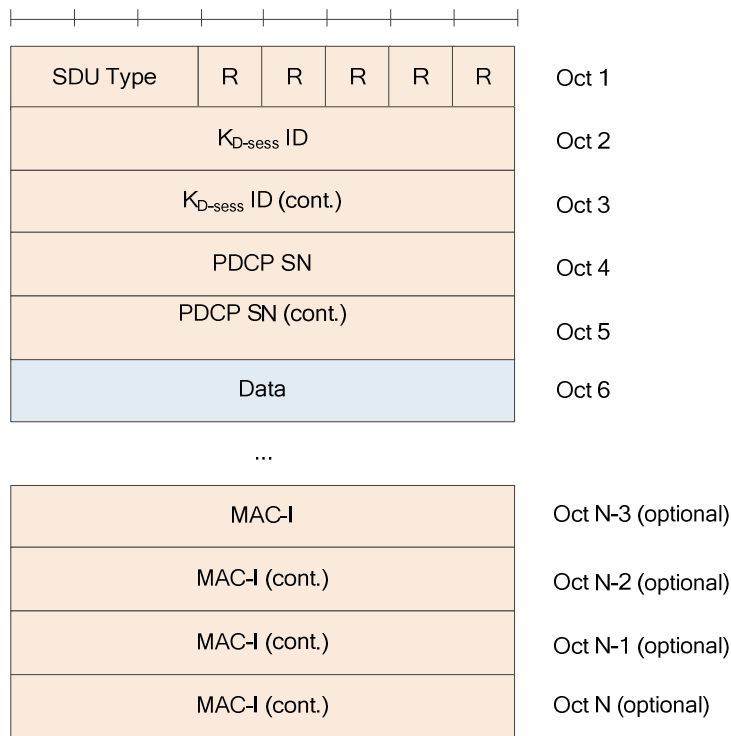 SDU Type R R R R R Oct 1
K_D-sess ID Oct 2
K_D-sess ID (cont.) Oct 3
PDCP SN Oct 4
PDCP SN (cont.) Oct 5
Data Oct 6
...
MAC-I Oct N-3 (optional)
MAC-I (cont.) Oct N-2 (optional)
MAC-I (cont.) Oct N-1 (optional)
MAC-I (cont.) Oct N (optional)